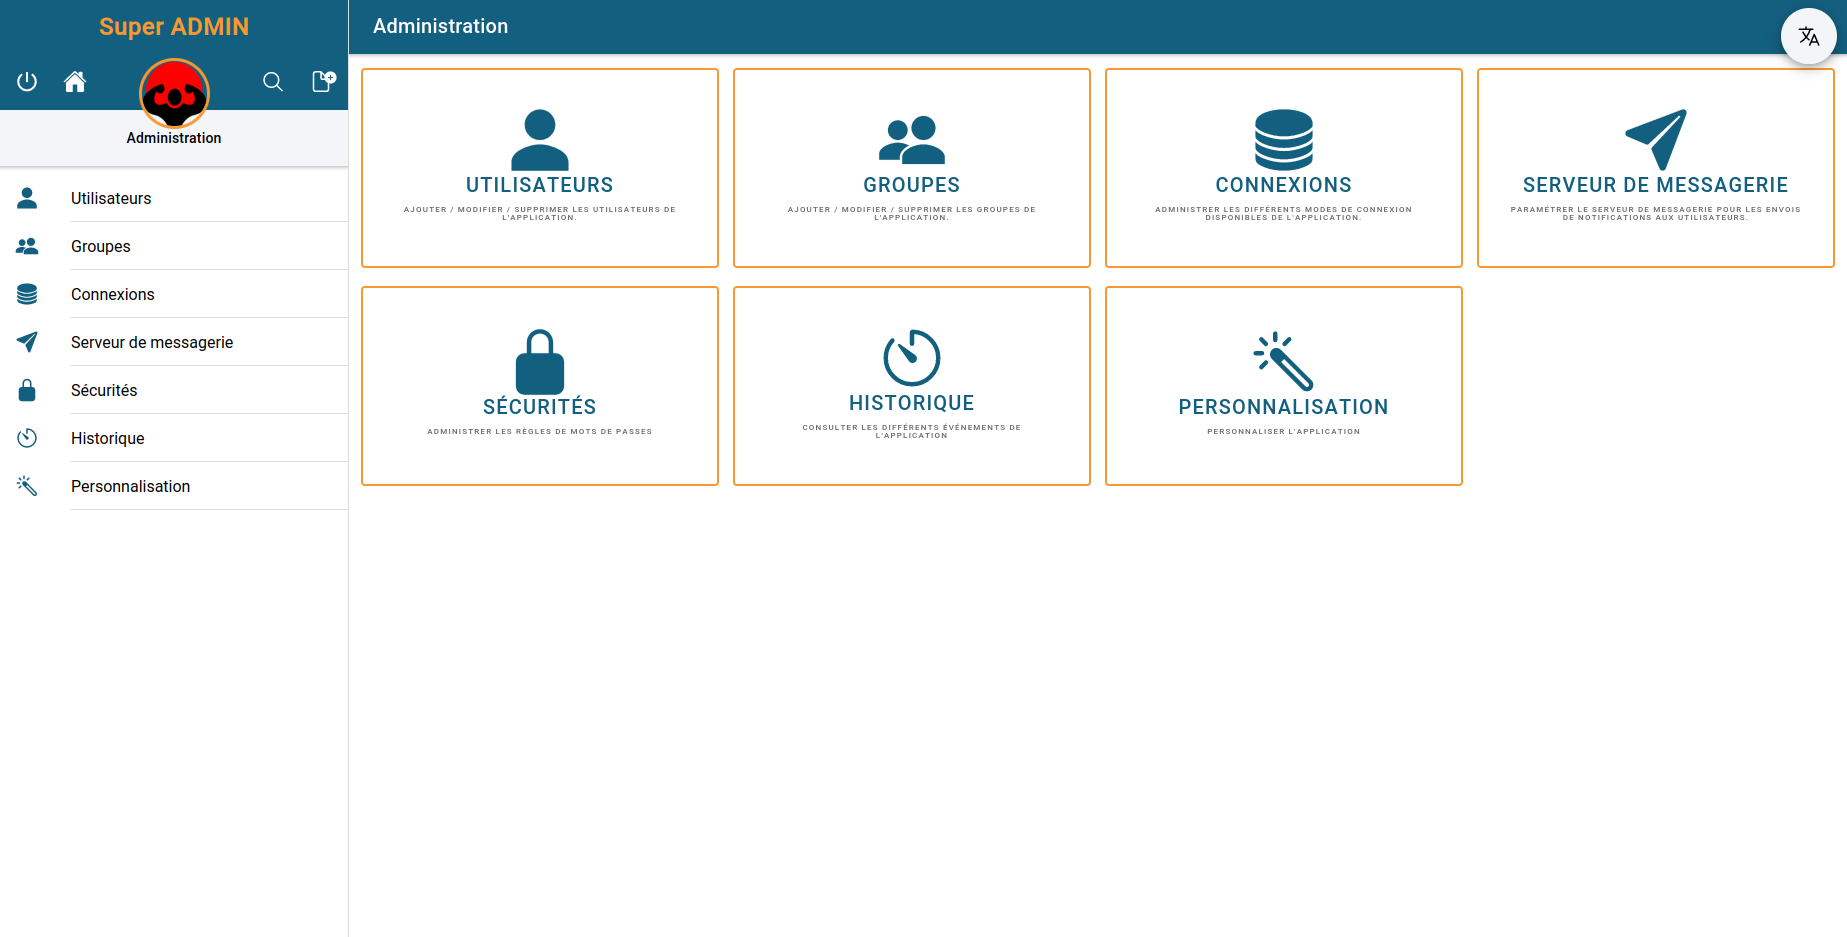 Super ADMIN
Administration
Utilisateurs
Groupes
Connexions
Serveur de messagerie
Sécurités
Historique
Personnalisation
Administration
UTILISATEURS
AJOUTER / MODIFIER / SUPPRIMER LES UTILISATEURS DE
L'APPLICATION.
GROUPES
AJOUTER / MODIFIER / SUPPRIMER LES GROUPES DE
L'APPLICATION.
CONNEXIONS
ADMINISTRER LES DIFFÉRENTS MODES DE CONNEXION
DISPONIBLES DE L'APPLICATION.
SERVEUR DE MESSAGERIE
PARAMÉTRER LE SERVEUR DE MESSAGERIE POUR LES ENVOIS
DE NOTIFICATIONS AUX UTILISATEURS.
SÉCURITÉS
ADMINISTRER LES RÈGLES DE MOTS DE PASSES
HISTORIQUE
CONSULTER LES DIFFÉRENTS ÉVÉNEMENTS DE
L'APPLICATION
PERSONNALISATION
PERSONNALISER L'APPLICATION